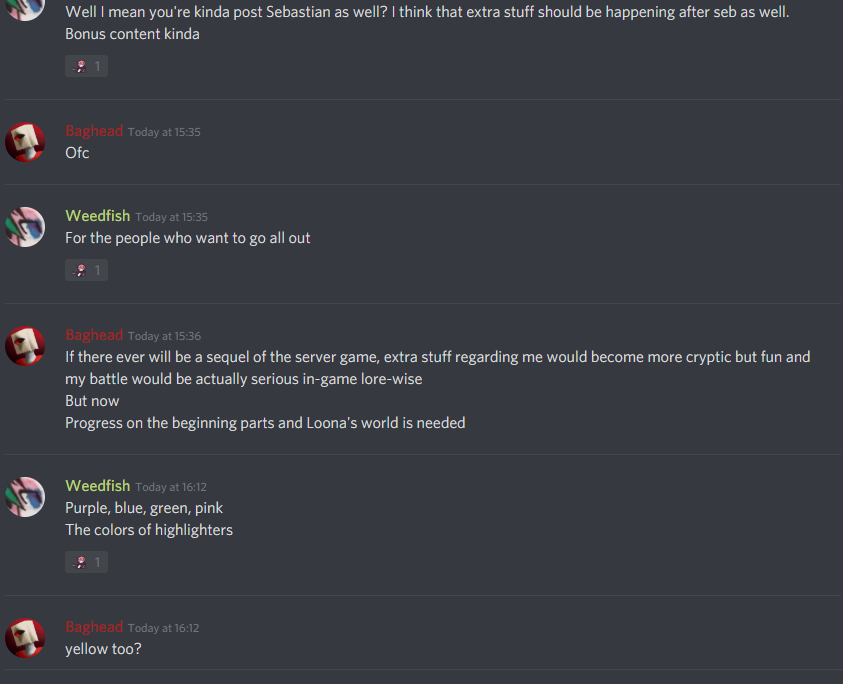 Well I mean you're kinda post Sebastian as well? I think that extra stuff should be happening after seb as well.
Bonus content kinda
1
Baghead Today at 15:35
Ofc
Weedfish Today at 15:35
For the people who want to go all out
1
Baghead Today at 15:36
If there ever will be a sequel of the server game, extra stuff regarding me would become more cryptic but fun and
my battle would be actually serious in-game lore-wise
But now
Progress on the beginning parts and Loona's world is needed
Weedfish Today at 16:12
Purple, blue, green, pink
The colors of highlighters
1
Baghead Today at 16:12
yellow too?